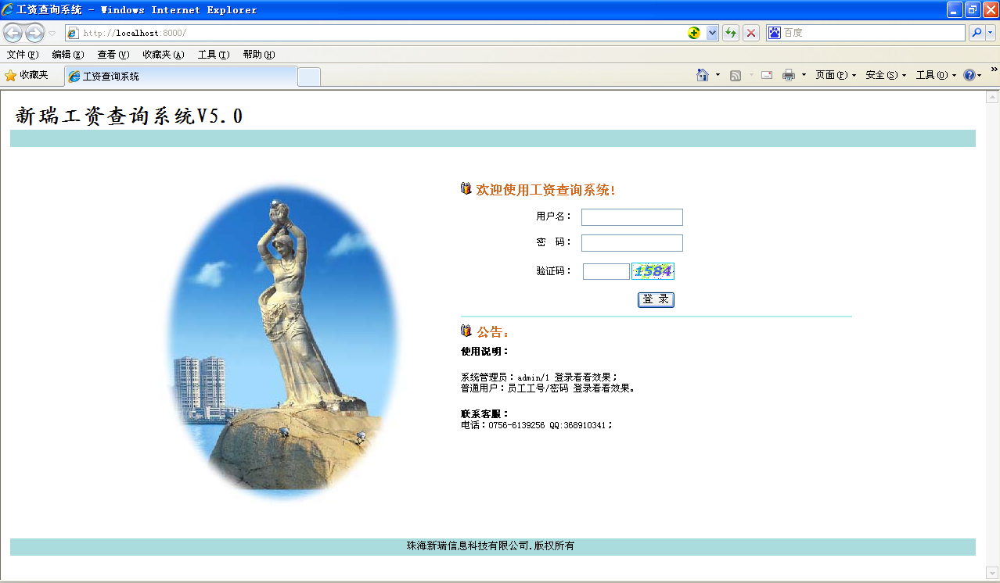 工资查询系统 - Windows Internet Explorer
http://localhost:8000/
百度
文件(F) 编辑(E) 查看(V) 收藏夹(A) 工具(T) 帮助(H)
收藏夹 工资查询系统 页面(P) 安全(S) 工具(O) »
新瑞工资查询系统V5.0
欢迎使用工资查询系统!
用户名：
密 码：
验证码： 1584
登 录
公告：
使用说明：
系统管理员：admin/1 登录看看效果；
普通用户：员工工号/密码 登录看看效果。
联系客服：
电话：0756-6139256 QQ:368910341；
珠海新瑞信息科技有限公司.版权所有